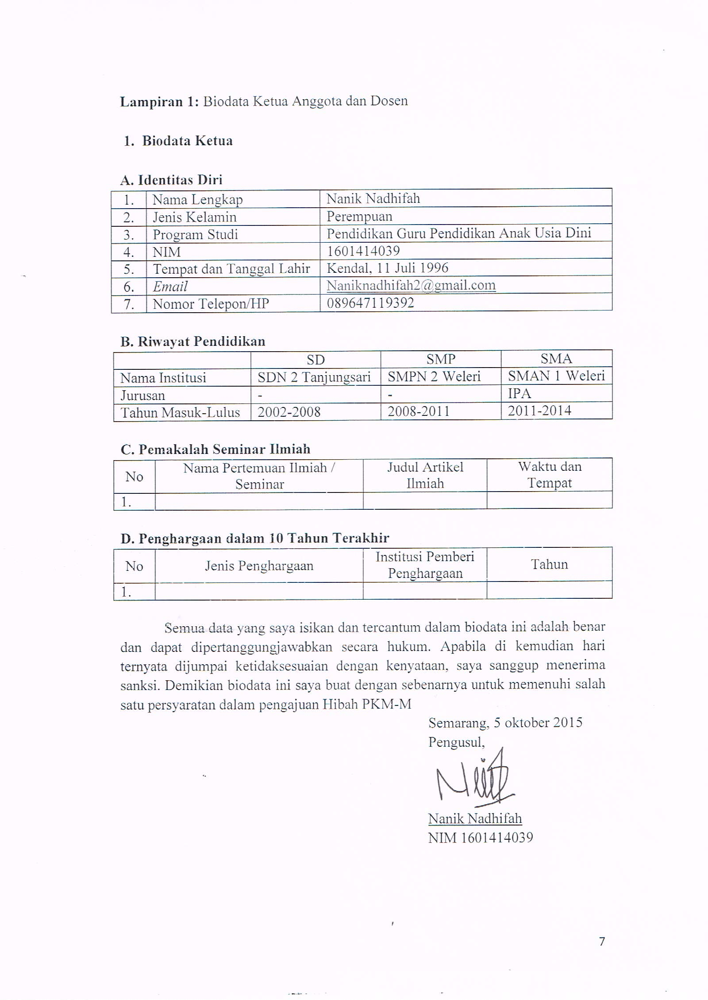 Lampiran 1: Biodata Ketua Anggota dan Dosen
1. Biodata Ketua
A. Identitas Diri
1. Nama Lengkap Nanik Nadhifah
2. Jenis Kelamin Perempuan
3. Program Studi Pendidikan Guru Pendidikan Anak Usia Dini
4. NIM 1601414039
5. Tempat dan Tanggal Lahir Kendal, 11 Juli 1996
6. Email Naniknadhifah2@gmail.com
7. Nomor Telepon/HP 089647119392
B. Riwayat Pendidikan
SD SMP SMA
Nama Institusi SDN 2 Tanjungsari SMPN 2 Weleri SMAN 1 Weleri
Jurusan - - IPA
Tahun Masuk-Lulus 2002-2008 2008-2011 2011-2014
C. Pemakalah Seminar Ilmiah
No Nama Pertemuan Ilmiah / Judul Artikel Waktu dan
Seminar Ilmiah Tempat
1.
D. Penghargaan dalam 10 Tahun Terakhir
No Jenis Penghargaan Institusi Pemberi Tahun
Penghargaan
1.
Semua data yang saya isikan dan tercantum dalam biodata ini adalah benar
dan dapat dipertanggungjawabkan secara hukum. Apabila di kemudian hari
ternyata dijumpai ketidaksesuaian dengan kenyataan, saya sanggup menerima
sanksi. Demikian biodata ini saya buat dengan sebenarnya untuk memenuhi salah
satu persyaratan dalam pengajuan Hibah PKM-M
Semarang, 5 oktober 2015
Pengusul,
Nanik Nadhifah
NIM 1601414039
7